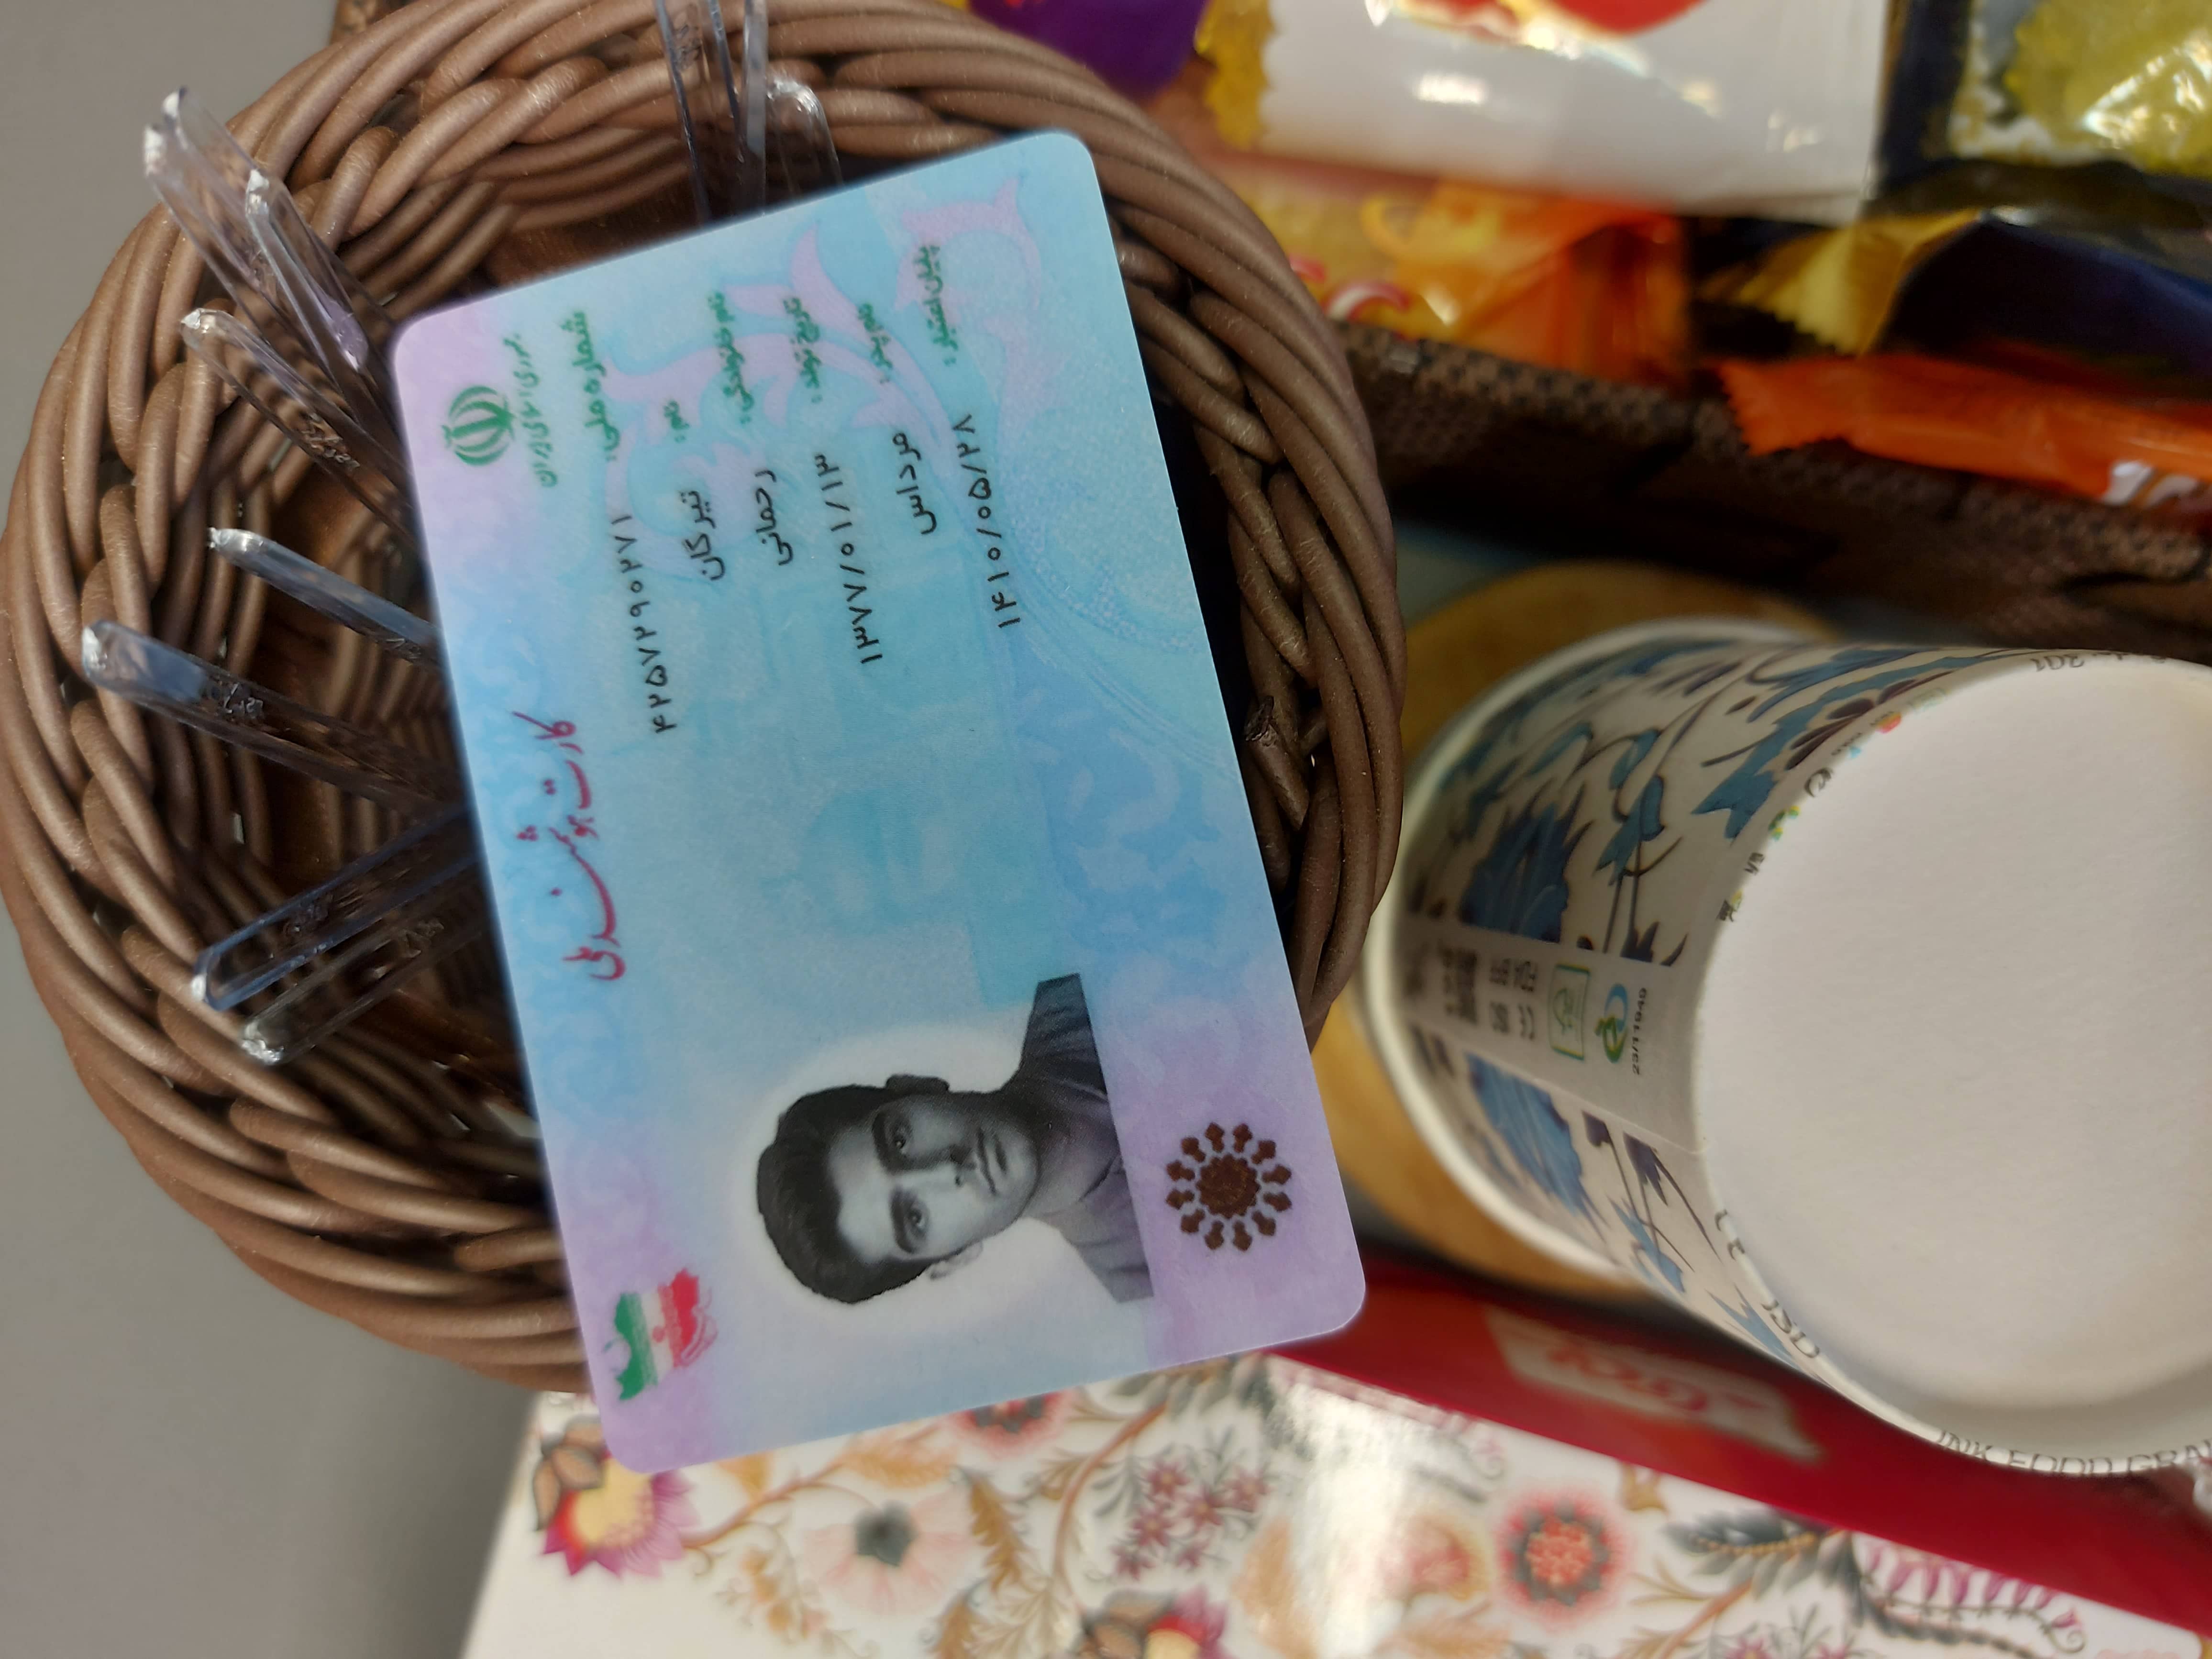 جمهوری اسلامی ایران
کارت هوشمند ملی
شماره ملی: ۴۲۵۷۲۹۰۲۷۱
نام: تیرگان
نام خانوادگی: رحمانی
تاریخ تولد: ۱۳۷۷/۰۱/۱۳
نام پدر: مرداس
پایان اعتبار: ۱۴۱۰/۰۵/۲۸